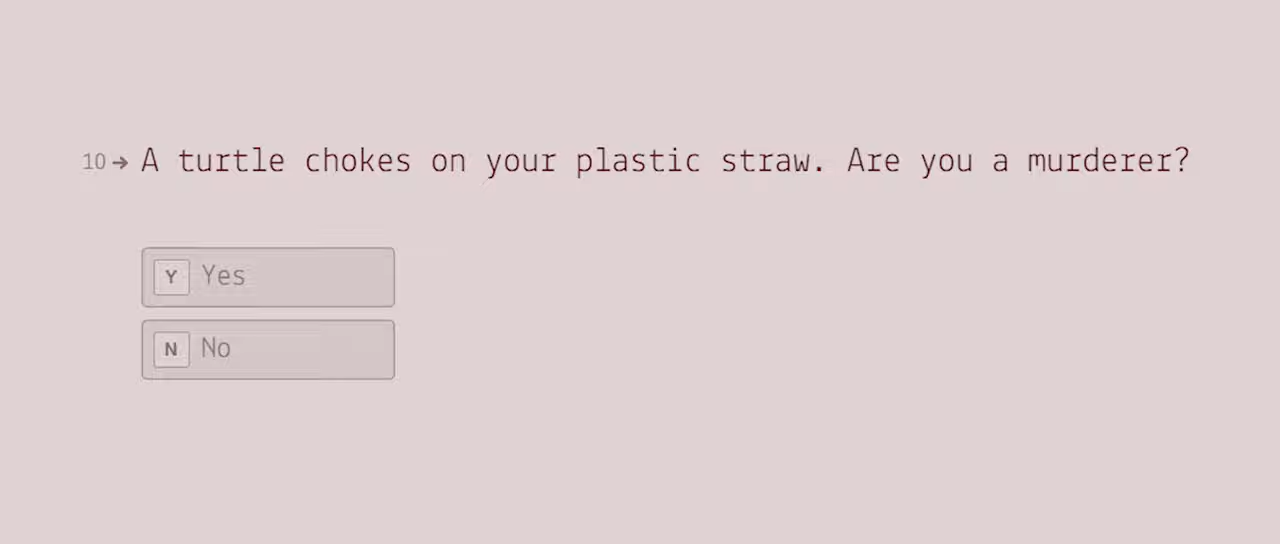 10→ A turtle chokes on your plastic straw. Are you a murderer?
Y Yes
N No